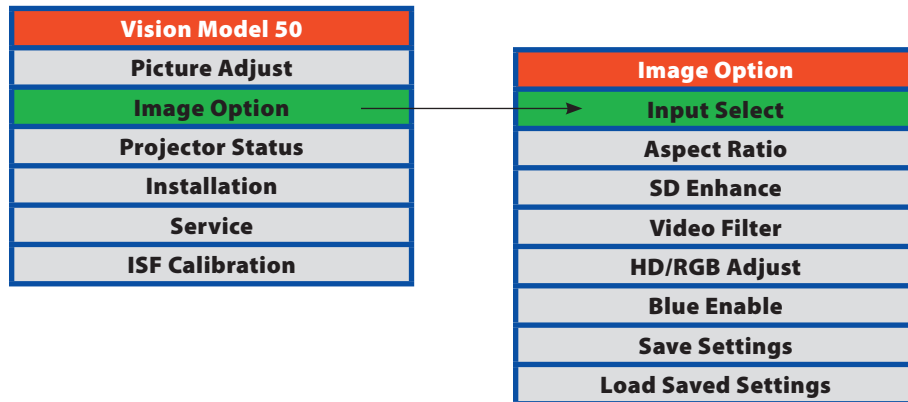 Vision Model 50
Picture Adjust
Image Option
Projector Status
Installation
Service
ISF Calibration
Image Option
Input Select
Aspect Ratio
SD Enhance
Video Filter
HD/RGB Adjust
Blue Enable
Save Settings
Load Saved Settings